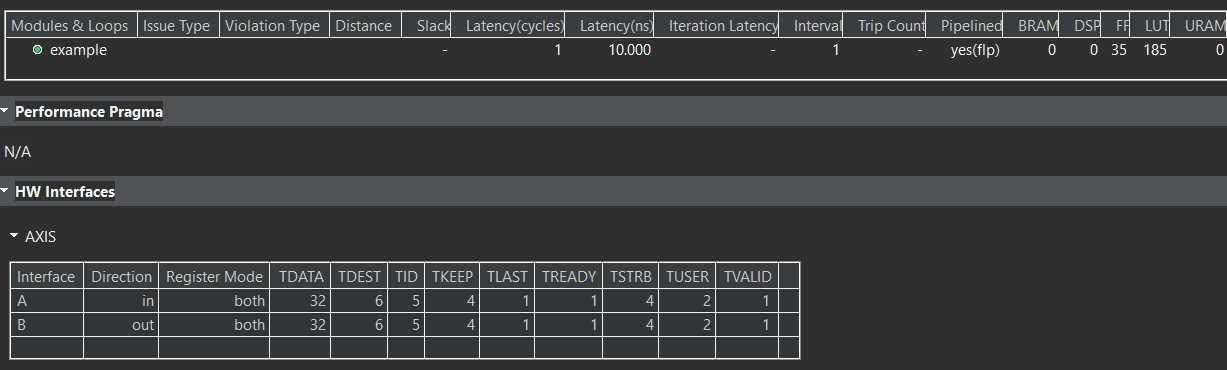 Modules & Loops Issue Type Violation Type Distance Slack Latency(cycles) Latency(ns) Iteration Latency Interval Trip Count Pipelined BRAM DSP FF LUT URAM
example - 1 10.000 - 1 - yes(flp) 0 0 35 185 0
Performance Pragma
N/A
HW Interfaces
AXIS
Interface Direction Register Mode TDATA TDEST TID TKEEP TLAST TREADY TSTRB TUSER TVALID
A in both 32 6 5 4 1 1 4 2 1
B out both 32 6 5 4 1 1 4 2 1